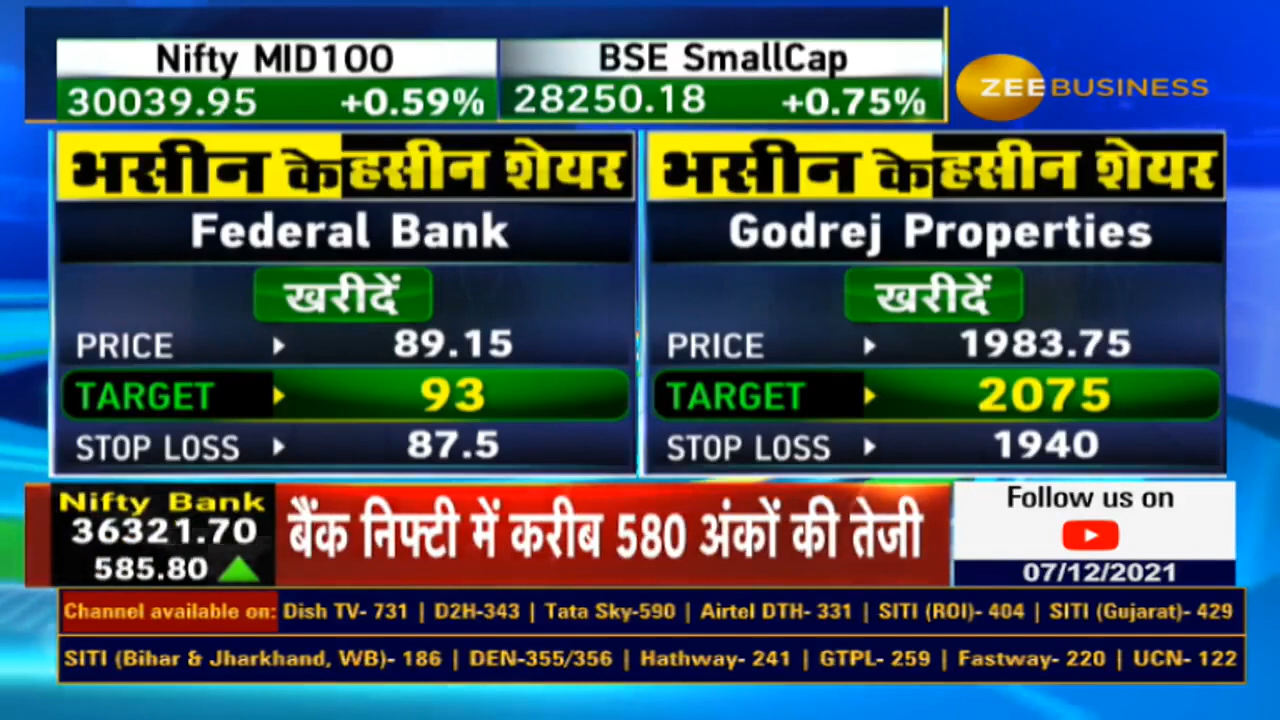 Nifty MID100 BSE SmallCap
30039.95 +0.59% 28250.18 +0.75%
ZEEBUSINESS
भसीन के हसीन शेयर
Federal Bank
खरीदें
PRICE 89.15
TARGET 93
STOP LOSS 87.5
भसीन के हसीन शेयर
Godrej Properties
खरीदें
PRICE 1983.75
TARGET 2075
STOP LOSS 1940
Nifty Bank
36321.70
585.80
बैंक निफ्टी में करीब 580 अंकों की तेजी
Follow us on
07/12/2021
Channel available on: Dish TV- 731 | D2H-343 | Tata Sky-590 | Airtel DTH- 331 | SITI (ROI)- 404 | SITI (Gujarat)- 429
SITI (Bihar & Jharkhand, WB)- 186 | DEN-355/356 | Hathway- 241 | GTPL- 259 | Fastway- 220 | UCN- 122